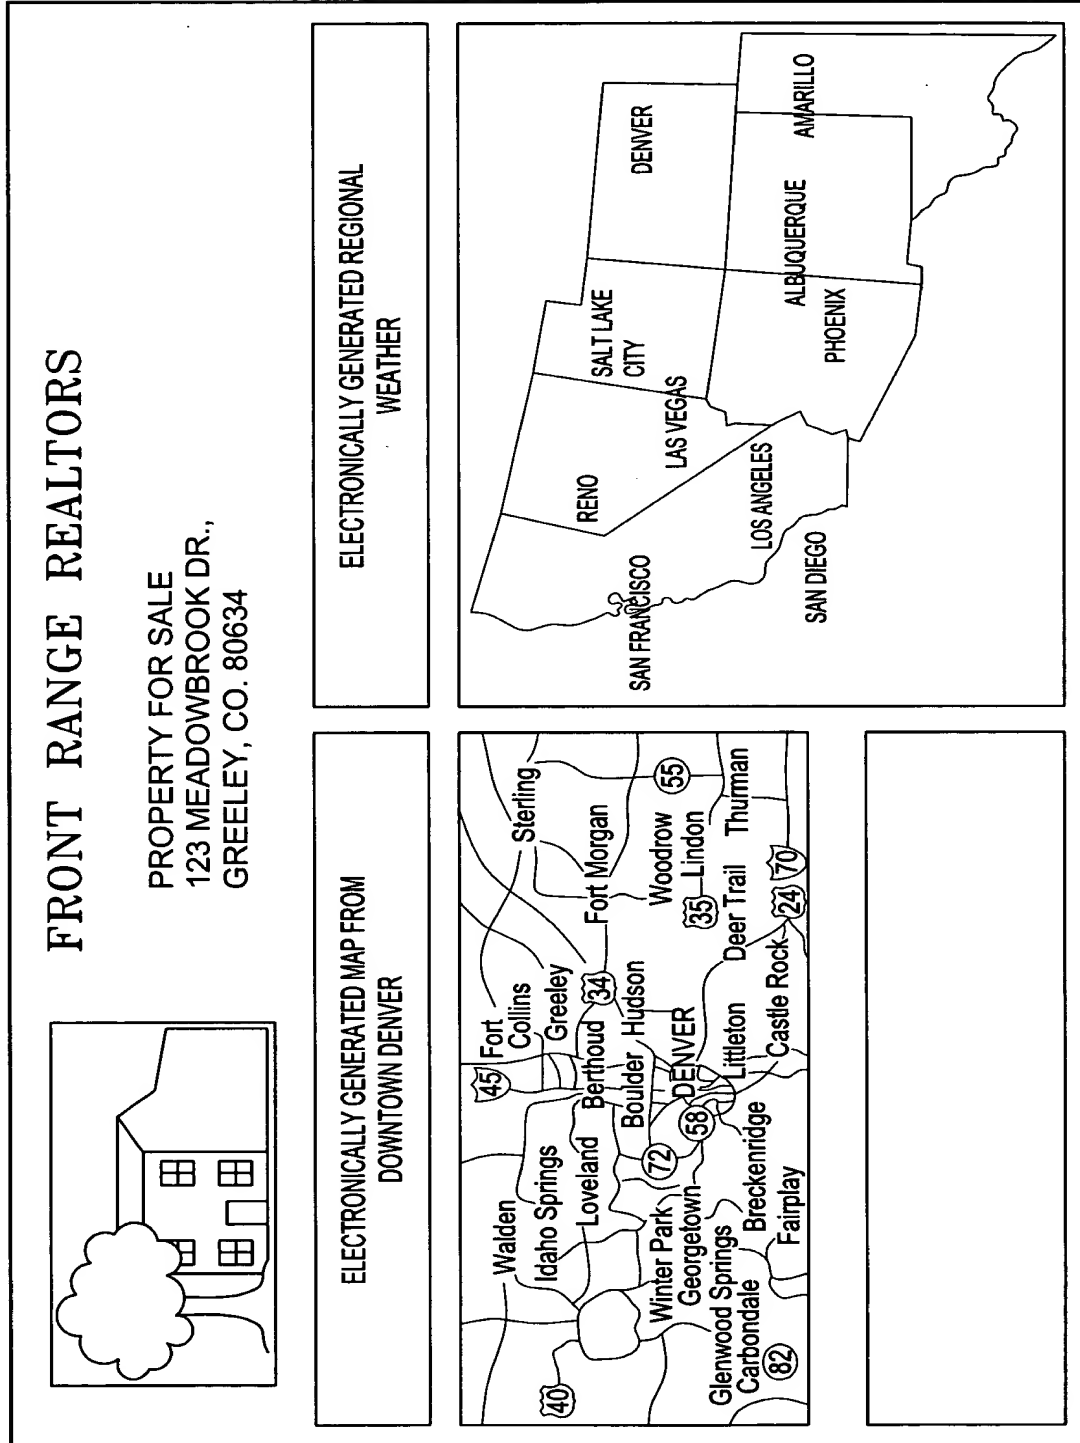 FRONT RANGE REALTORS
PROPERTY FOR SALE
123 MEADOWBROOK DR.,
GREELEY, CO. 80634
ELECTRONICALLY GENERATED MAP FROM
DOWNTOWN DENVER
45
Fort
Collins
Sterling
Walden
Idaho Springs
Greeley
Loveland
Berthoud
34
Fort Morgan
40
Boulder
Hudson
Woodrow
55
72
Winter Park
Georgetown
58
DENVER
35
Lindon
Glenwood Springs
Carbondale
Breckenridge
Littleton
Deer Trail
Thurman
82
Fairplay
Castle Rock
24
70
ELECTRONICALLY GENERATED REGIONAL
WEATHER
RENO
SALT LAKE
CITY
DENVER
SAN FRANCISCO
LAS VEGAS
LOS ANGELES
ALBUQUERQUE
AMARILLO
SAN DIEGO
PHOENIX